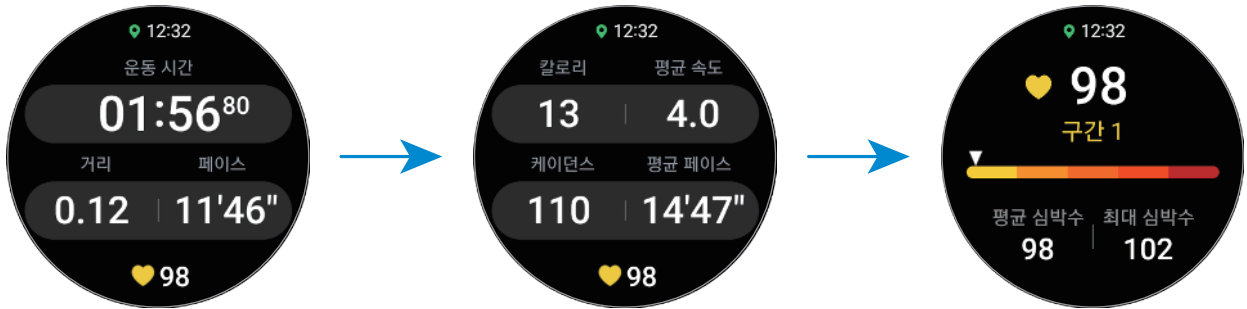 12:32
운동 시간
01:56 80
거리 페이스
0.12 11'46"
98
12:32
칼로리 평균 속도
13 4.0
케이던스 평균 페이스
110 14'47"
98
12:32
98
구간 1
평균 심박수 최대 심박수
98 102